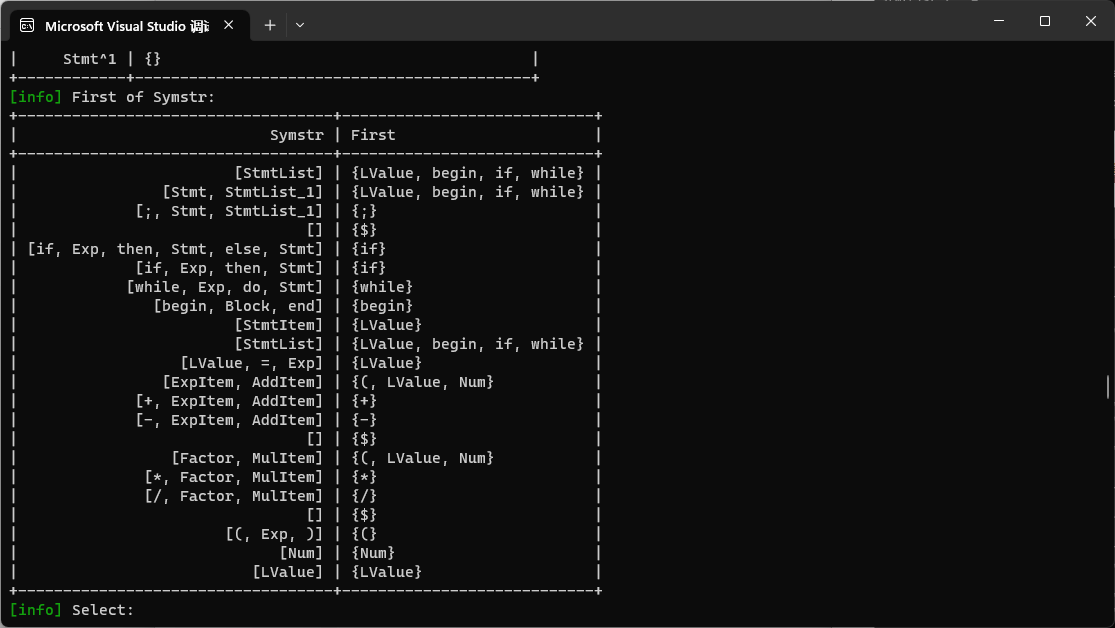 Microsoft Visual Studio 调试
|     Stmt^1 | {}                                          |
+------------+--------------------------------------------+
[info] First of Symstr:
+-----------------------------------+----------------------------+
|                            Symstr | First                      |
+-----------------------------------+----------------------------+
|                        [StmtList] | {LValue, begin, if, while} |
|                [Stmt, StmtList_1] | {LValue, begin, if, while} |
|             [;, Stmt, StmtList_1] | {;}                        |
|                                [] | {$}                        |
| [if, Exp, then, Stmt, else, Stmt] | {if}                       |
|             [if, Exp, then, Stmt] | {if}                       |
|            [while, Exp, do, Stmt] | {while}                    |
|               [begin, Block, end] | {begin}                    |
|                        [StmtItem] | {LValue}                   |
|                        [StmtList] | {LValue, begin, if, while} |
|                  [LValue, =, Exp] | {LValue}                   |
|                [ExpItem, AddItem] | {(, LValue, Num}           |
|             [+, ExpItem, AddItem] | {+}                        |
|             [-, ExpItem, AddItem] | {-}                        |
|                                [] | {$}                        |
|                 [Factor, MulItem] | {(, LValue, Num}           |
|              [*, Factor, MulItem] | {*}                        |
|              [/, Factor, MulItem] | {/}                        |
|                                [] | {$}                        |
|                       [(, Exp, )] | {(}                        |
|                             [Num] | {Num}                      |
|                          [LValue] | {LValue}                   |
+-----------------------------------+----------------------------+
[info] Select: